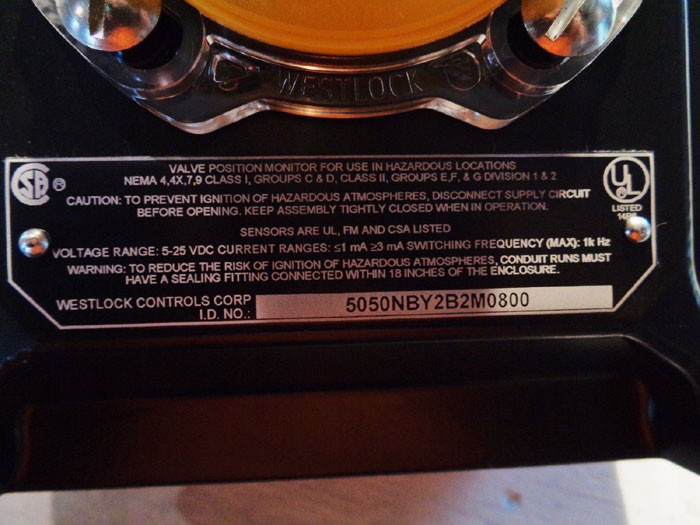 WESTLOCK
VALVE POSITION MONITOR FOR USE IN HAZARDOUS LOCATIONS
NEMA 4,4X,7,9 CLASS I, GROUPS C & D, CLASS II, GROUPS E,F, & G DIVISION 1 & 2
CAUTION: TO PREVENT IGNITION OF HAZARDOUS ATMOSPHERES, DISCONNECT SUPPLY CIRCUIT
BEFORE OPENING. KEEP ASSEMBLY TIGHTLY CLOSED WHEN IN OPERATION.
SENSORS ARE UL, FM AND CSA LISTED
VOLTAGE RANGE: 5-25 VDC CURRENT RANGES: ≤1 mA ≥3 mA SWITCHING FREQUENCY (MAX): 1k Hz
WARNING: TO REDUCE THE RISK OF IGNITION OF HAZARDOUS ATMOSPHERES, CONDUIT RUNS MUST
HAVE A SEALING FITTING CONNECTED WITHIN 18 INCHES OF THE ENCLOSURE.
WESTLOCK CONTROLS CORP
I.D. NO.: 5050NBY2B2M0800
UL
®
LISTED